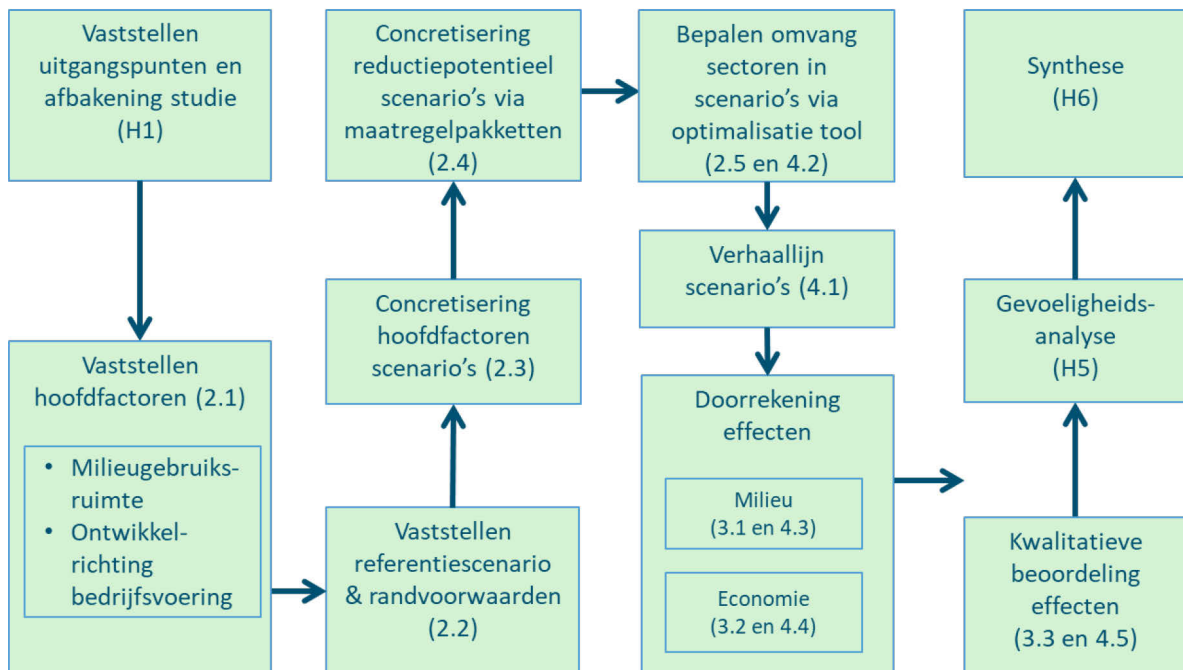 Vaststellen
uitgangspunten en
afbakening studie
(H1)
Vaststellen
hoofdfactoren (2.1)
• Milieugebruiks-
ruimte
• Ontwikkel-
richting
bedrijfsvoering
Vaststellen
referentiescenario
& randvoorwaarden
(2.2)
Concretisering
hoofdfactoren
scenario's (2.3)
Concretisering
reductiepotentieel
scenario's via
maatregelpakketten
(2.4)
Bepalen omvang
sectoren in
scenario's via
optimalisatie tool
(2.5 en 4.2)
Verhaallijn
scenario's (4.1)
Doorrekening
effecten
Milieu
(3.1 en 4.3)
Economie
(3.2 en 4.4)
Kwalitatieve
beoordeling
effecten
(3.3 en 4.5)
Gevoeligheids-
analyse
(H5)
Synthese
(H6)